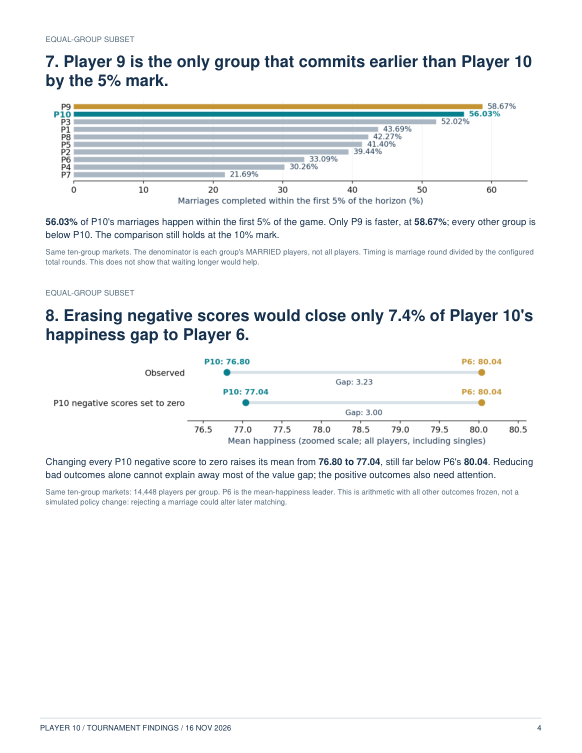 EQUAL-GROUP SUBSET
7. Player 9 is the only group that commits earlier than Player 10
by the 5% mark.
P9 58.67%
P10 56.03%
P3 52.02%
P1 43.69%
P8 42.27%
P5 41.40%
P2 39.44%
P6 33.09%
P4 30.26%
P7 21.69%
0 10 20 30 40 50 60
Marriages completed within the first 5% of the horizon (%)
56.03% of P10's marriages happen within the first 5% of the game. Only P9 is faster, at 58.67%; every other group is
below P10. The comparison still holds at the 10% mark.
Same ten-group markets. The denominator is each group's MARRIED players, not all players. Timing is marriage round divided by the configured
total rounds. This does not show that waiting longer would help.
EQUAL-GROUP SUBSET
8. Erasing negative scores would close only 7.4% of Player 10's
happiness gap to Player 6.
P10: 76.80 P6: 80.04
Observed
Gap: 3.23
P10: 77.04 P6: 80.04
P10 negative scores set to zero
Gap: 3.00
76.5 77.0 77.5 78.0 78.5 79.0 79.5 80.0 80.5
Mean happiness (zoomed scale; all players, including singles)
Changing every P10 negative score to zero raises its mean from 76.80 to 77.04, still far below P6's 80.04. Reducing
bad outcomes alone cannot explain away most of the value gap; the positive outcomes also need attention.
Same ten-group markets: 14,448 players per group. P6 is the mean-happiness leader. This is arithmetic with all other outcomes frozen, not a
simulated policy change: rejecting a marriage could alter later matching.
PLAYER 10 / TOURNAMENT FINDINGS / 16 NOV 2026 4